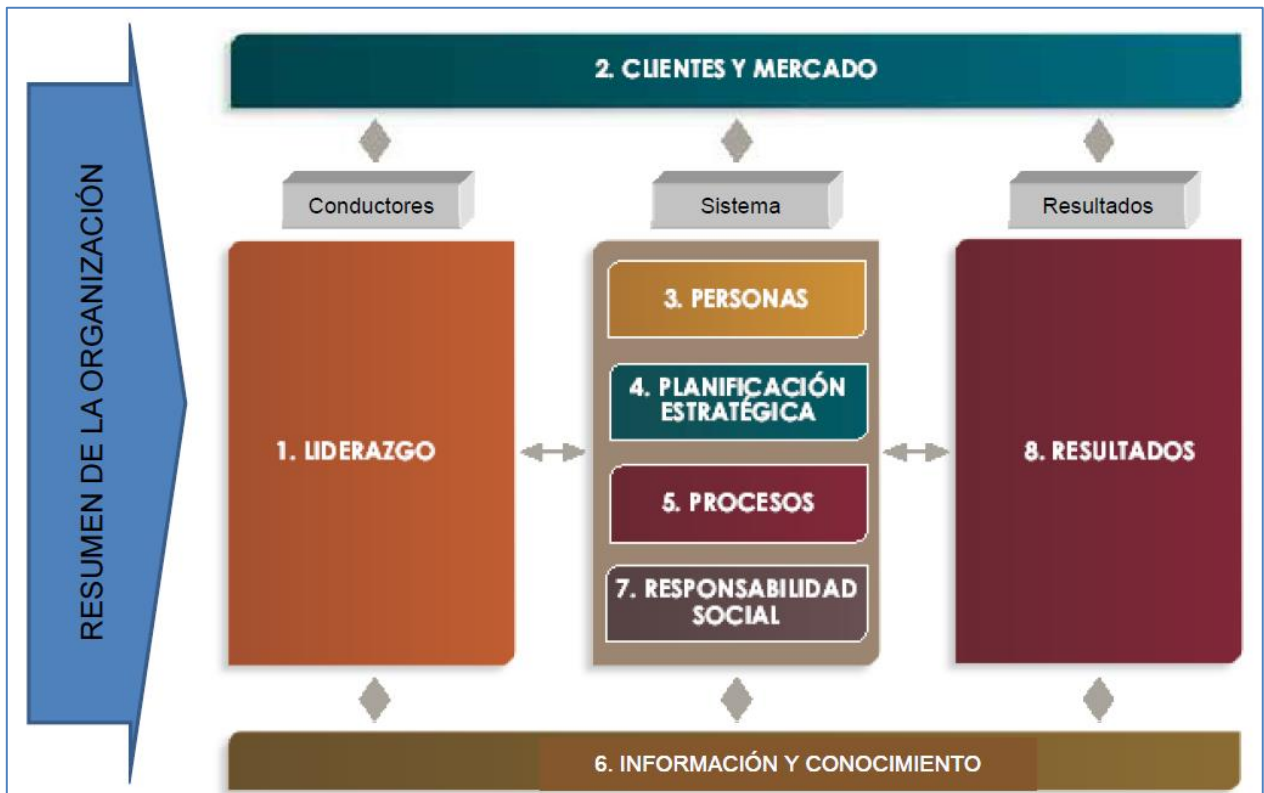 RESUMEN DE LA ORGANIZACIÓN
2. CLIENTES Y MERCADO
Conductores
Sistema
Resultados
1. LIDERAZGO
3. PERSONAS
4. PLANIFICACIÓN
ESTRATÉGICA
5. PROCESOS
7. RESPONSABILIDAD
SOCIAL
8. RESULTADOS
6. INFORMACIÓN Y CONOCIMIENTO